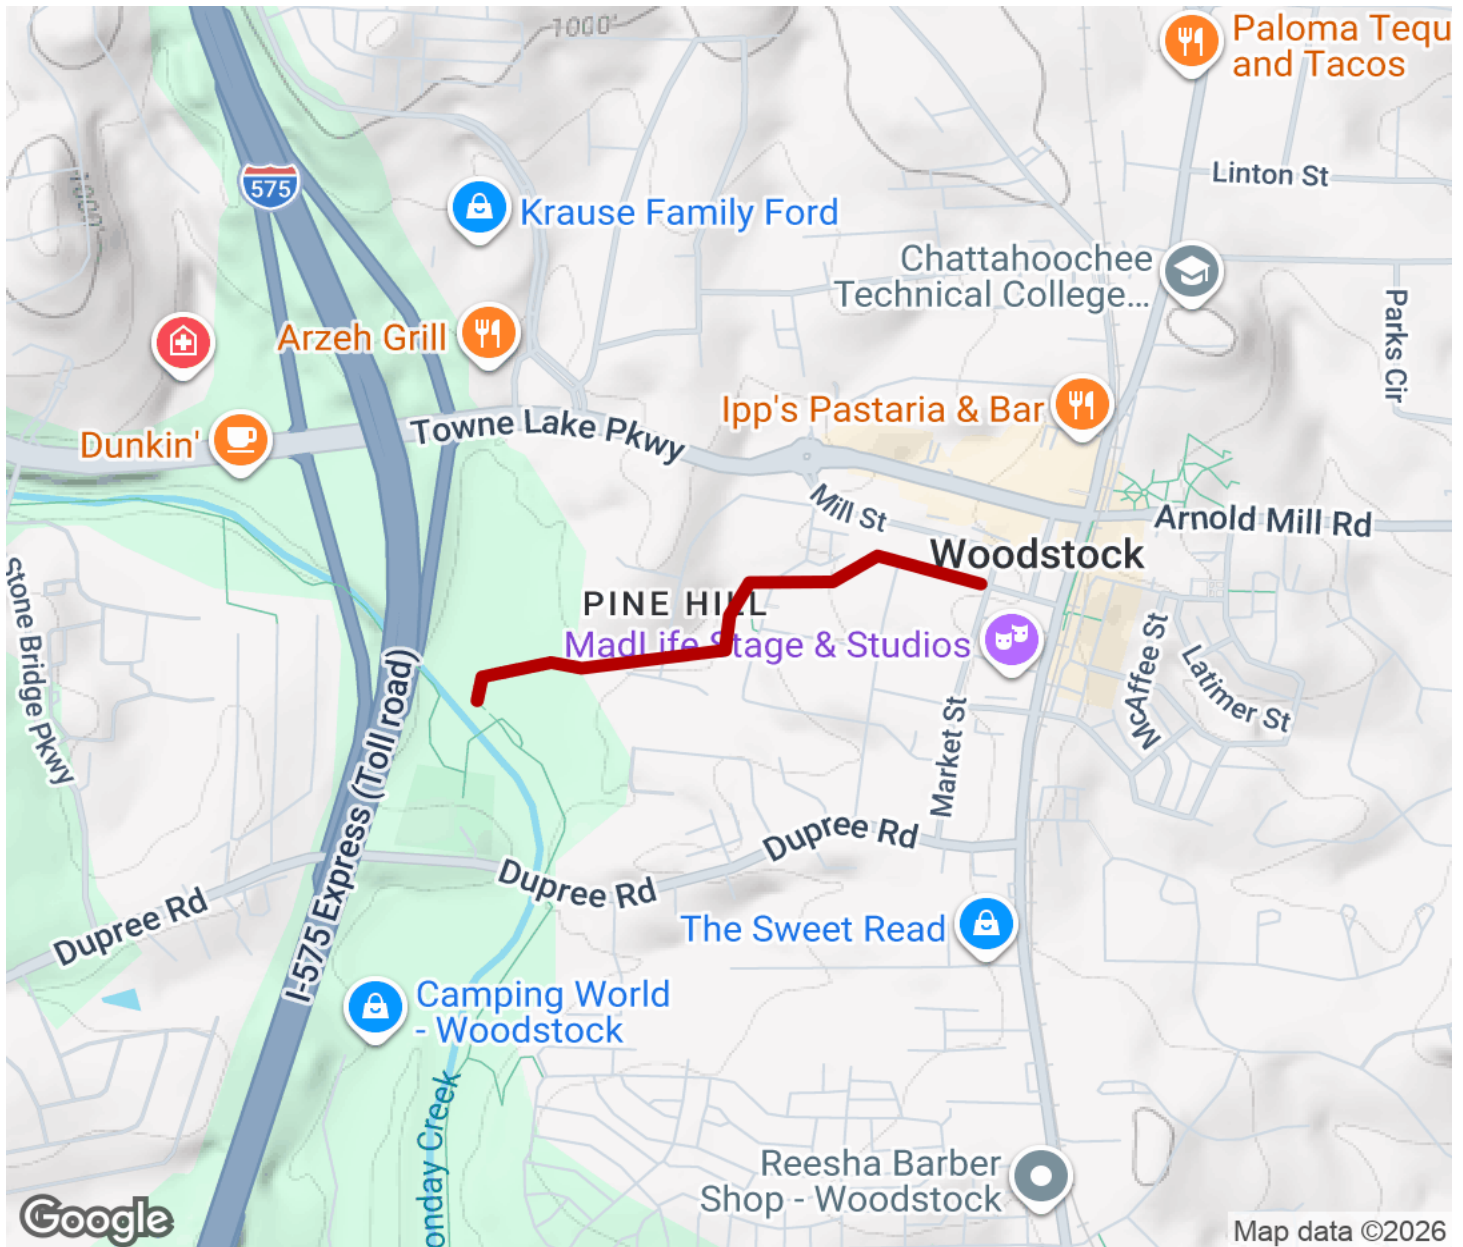 1000'
Paloma Tequ
and Tacos
575
Linton St
1000'
Krause Family Ford
Chattahoochee
Technical College...
Parks Cir
Arzeh Grill
Ipp's Pastaria & Bar
Towne Lake Pkwy
Dunkin'
Mill St
Arnold Mill Rd
Woodstock
Stone Bridge Pkwy
PINE HILL
MadLife Stage & Studios
McAffee St
Latimer St
I-575 Express (Toll road)
Market St
Dupree Rd
Dupree Rd
Dupree Rd
The Sweet Read
Camping World
- Woodstock
onday Creek
Reesha Barber
Shop - Woodstock
Google
Map data ©2026